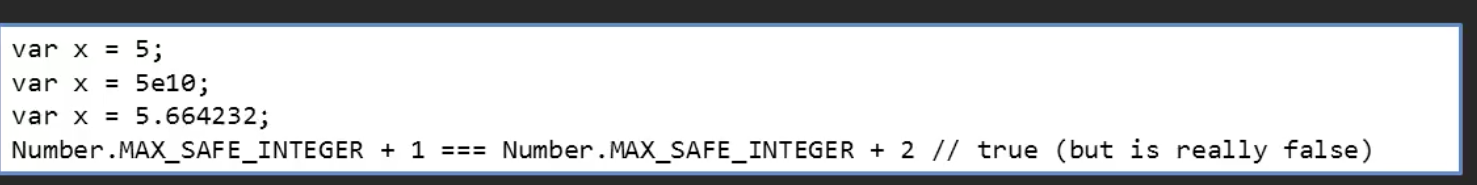 var x = 5;
var x = 5e10;
var x = 5.664232;
Number.MAX_SAFE_INTEGER + 1 === Number.MAX_SAFE_INTEGER + 2 // true (but is really false)